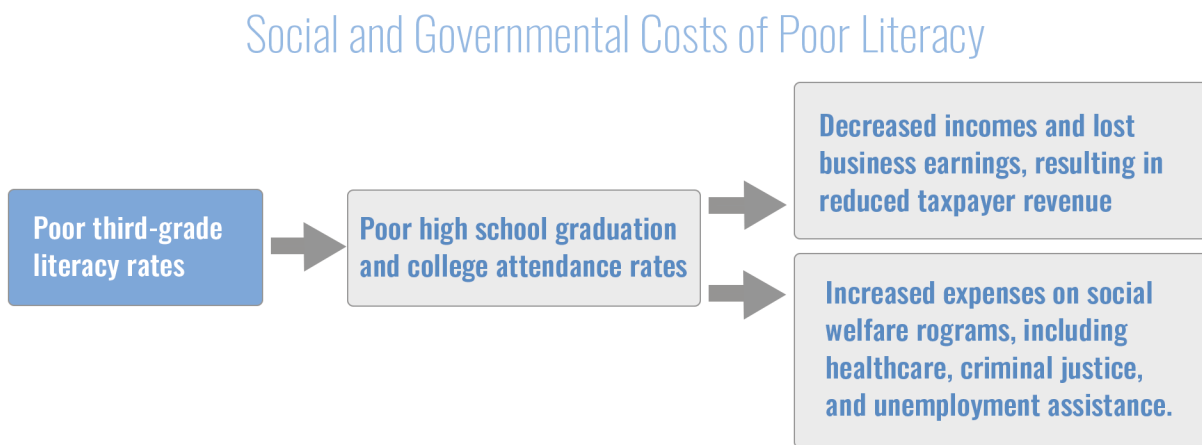 Social and Governmental Costs of Poor Literacy
Poor third-grade
literacy rates
Poor high school graduation
and college attendance rates
Decreased incomes and lost
business earnings, resulting in
reduced taxpayer revenue
Increased expenses on social
welfare rograms, including
healthcare, criminal justice,
and unemployment assistance.